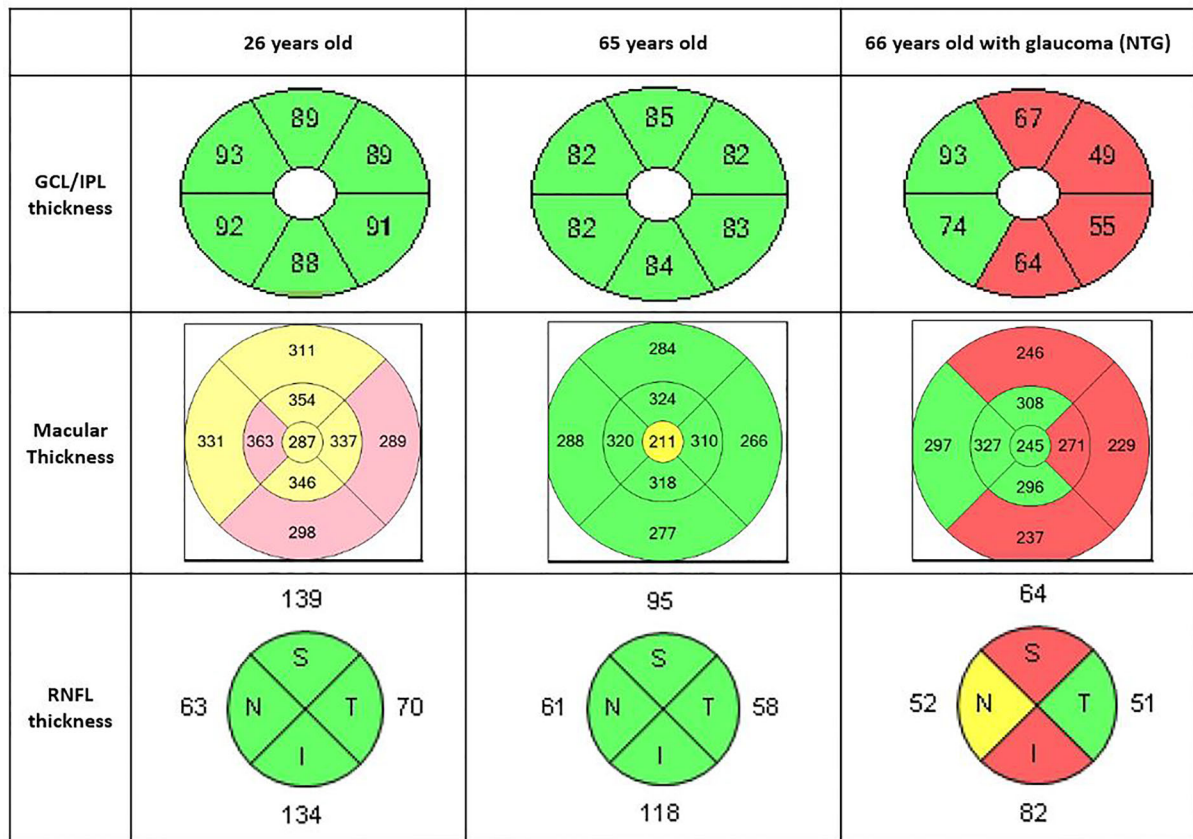 26 years old
65 years old
66 years old with glaucoma (NTG)
GCL/IPL
thickness
89
93 89
92 91
88
85
82 82
82 83
84
67
93 49
74 55
64
Macular
Thickness
311
354
331 363 287 337 289
346
298
284
324
288 320 211 310 266
318
277
246
308
297 327 245 271 229
296
237
RNFL
thickness
139
S
63 N T 70
I
134
95
S
61 N T 58
I
118
64
S
52 N T 51
I
82